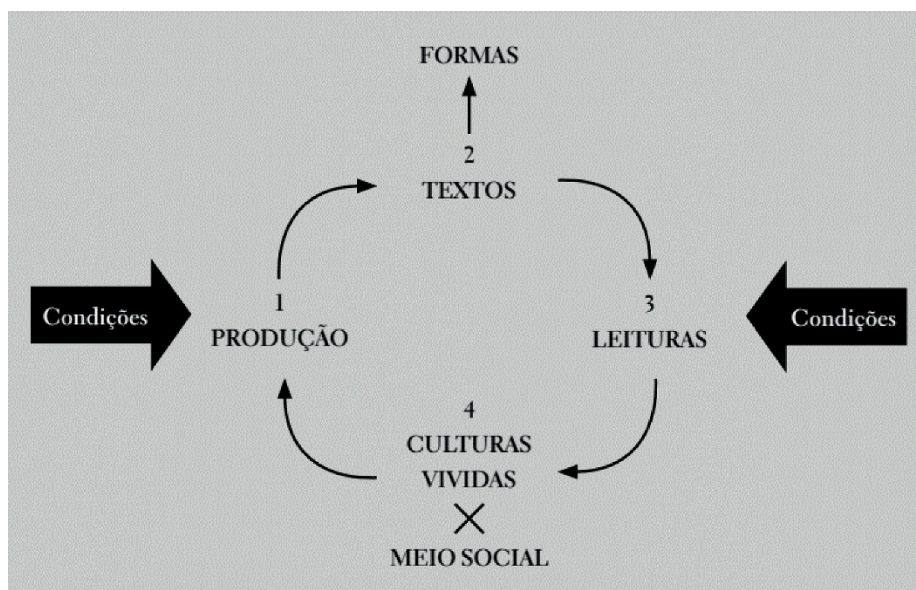 FORMAS
2
TEXTOS
Condições
1
PRODUÇÃO
3
LEITURAS
Condições
4
CULTURAS
VIVIDAS
MEIO SOCIAL